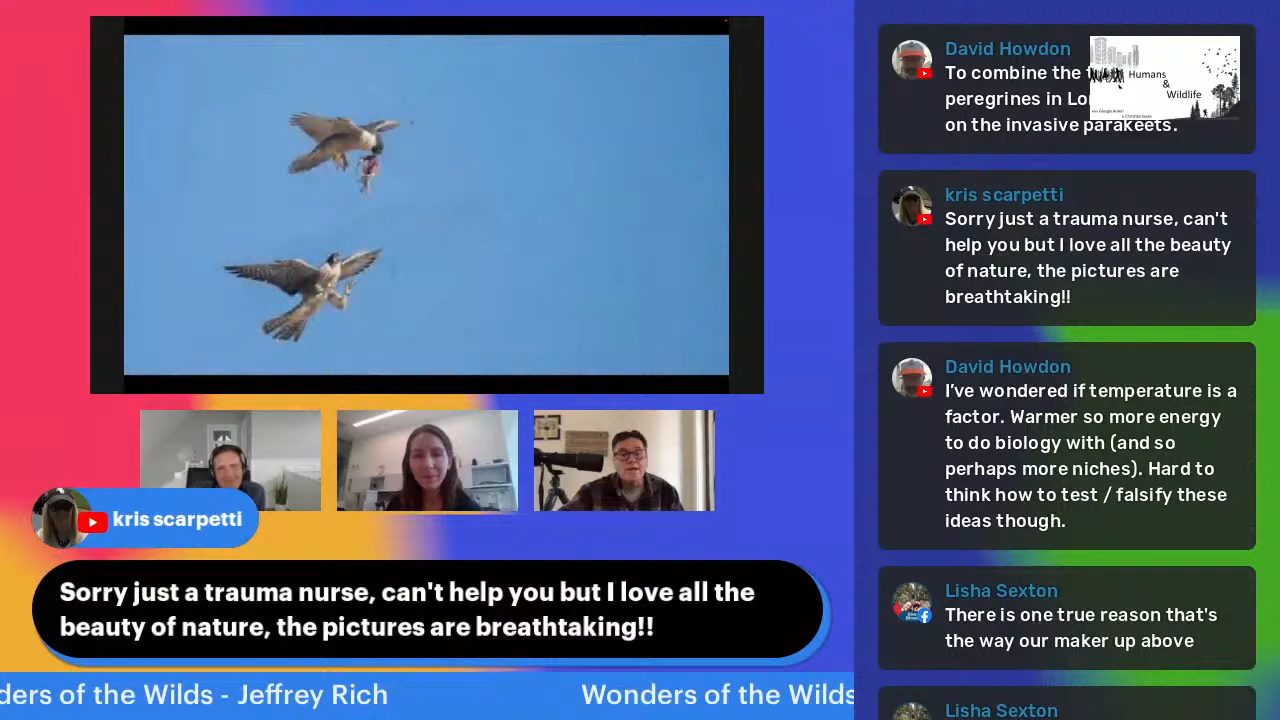 David Howdon
To combine the
peregrines in Lo
on the invasive parakeets.
Humans
&
Wildlife
kris scarpetti
Sorry just a trauma nurse, can't
help you but I love all the beauty
of nature, the pictures are
breathtaking!!
David Howdon
I've wondered if temperature is a
factor. Warmer so more energy
to do biology with (and so
perhaps more niches). Hard to
think how to test / falsify these
ideas though.
Lisha Sexton
There is one true reason that's
the way our maker up above
Lisha Sexton
kris scarpetti
Sorry just a trauma nurse, can't help you but I love all the
beauty of nature, the pictures are breathtaking!!
ders of the Wilds - Jeffrey Rich
Wonders of the Wilds